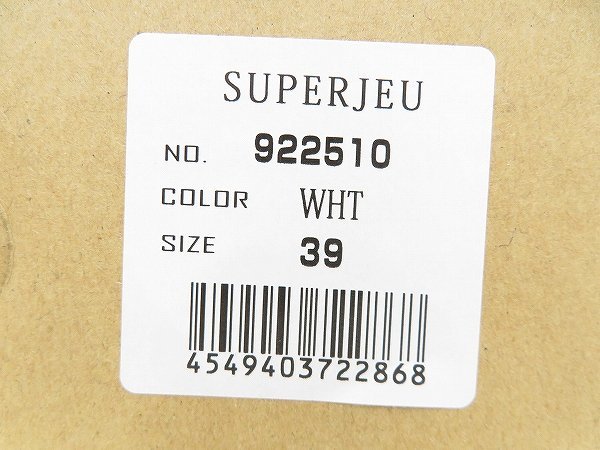 SUPERJEU
NO. 922510
COLOR WHT
SIZE 39
4549403722868